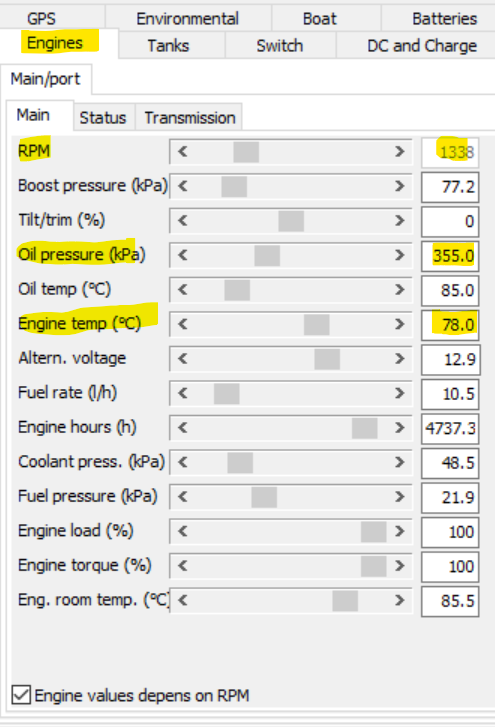 GPS Environmental Boat Batteries
Engines Tanks Switch DC and Charge
Main/port
Main Status Transmission
RPM 1338
Boost pressure (kPa) 77.2
Tilt/trim (%) 0
Oil pressure (kPa) 355.0
Oil temp (°C) 85.0
Engine temp (°C) 78.0
Altern. voltage 12.9
Fuel rate (l/h) 10.5
Engine hours (h) 4737.3
Coolant press. (kPa) 48.5
Fuel pressure (kPa) 21.9
Engine load (%) 100
Engine torque (%) 100
Eng. room temp. (°C) 85.5
Engine values depens on RPM